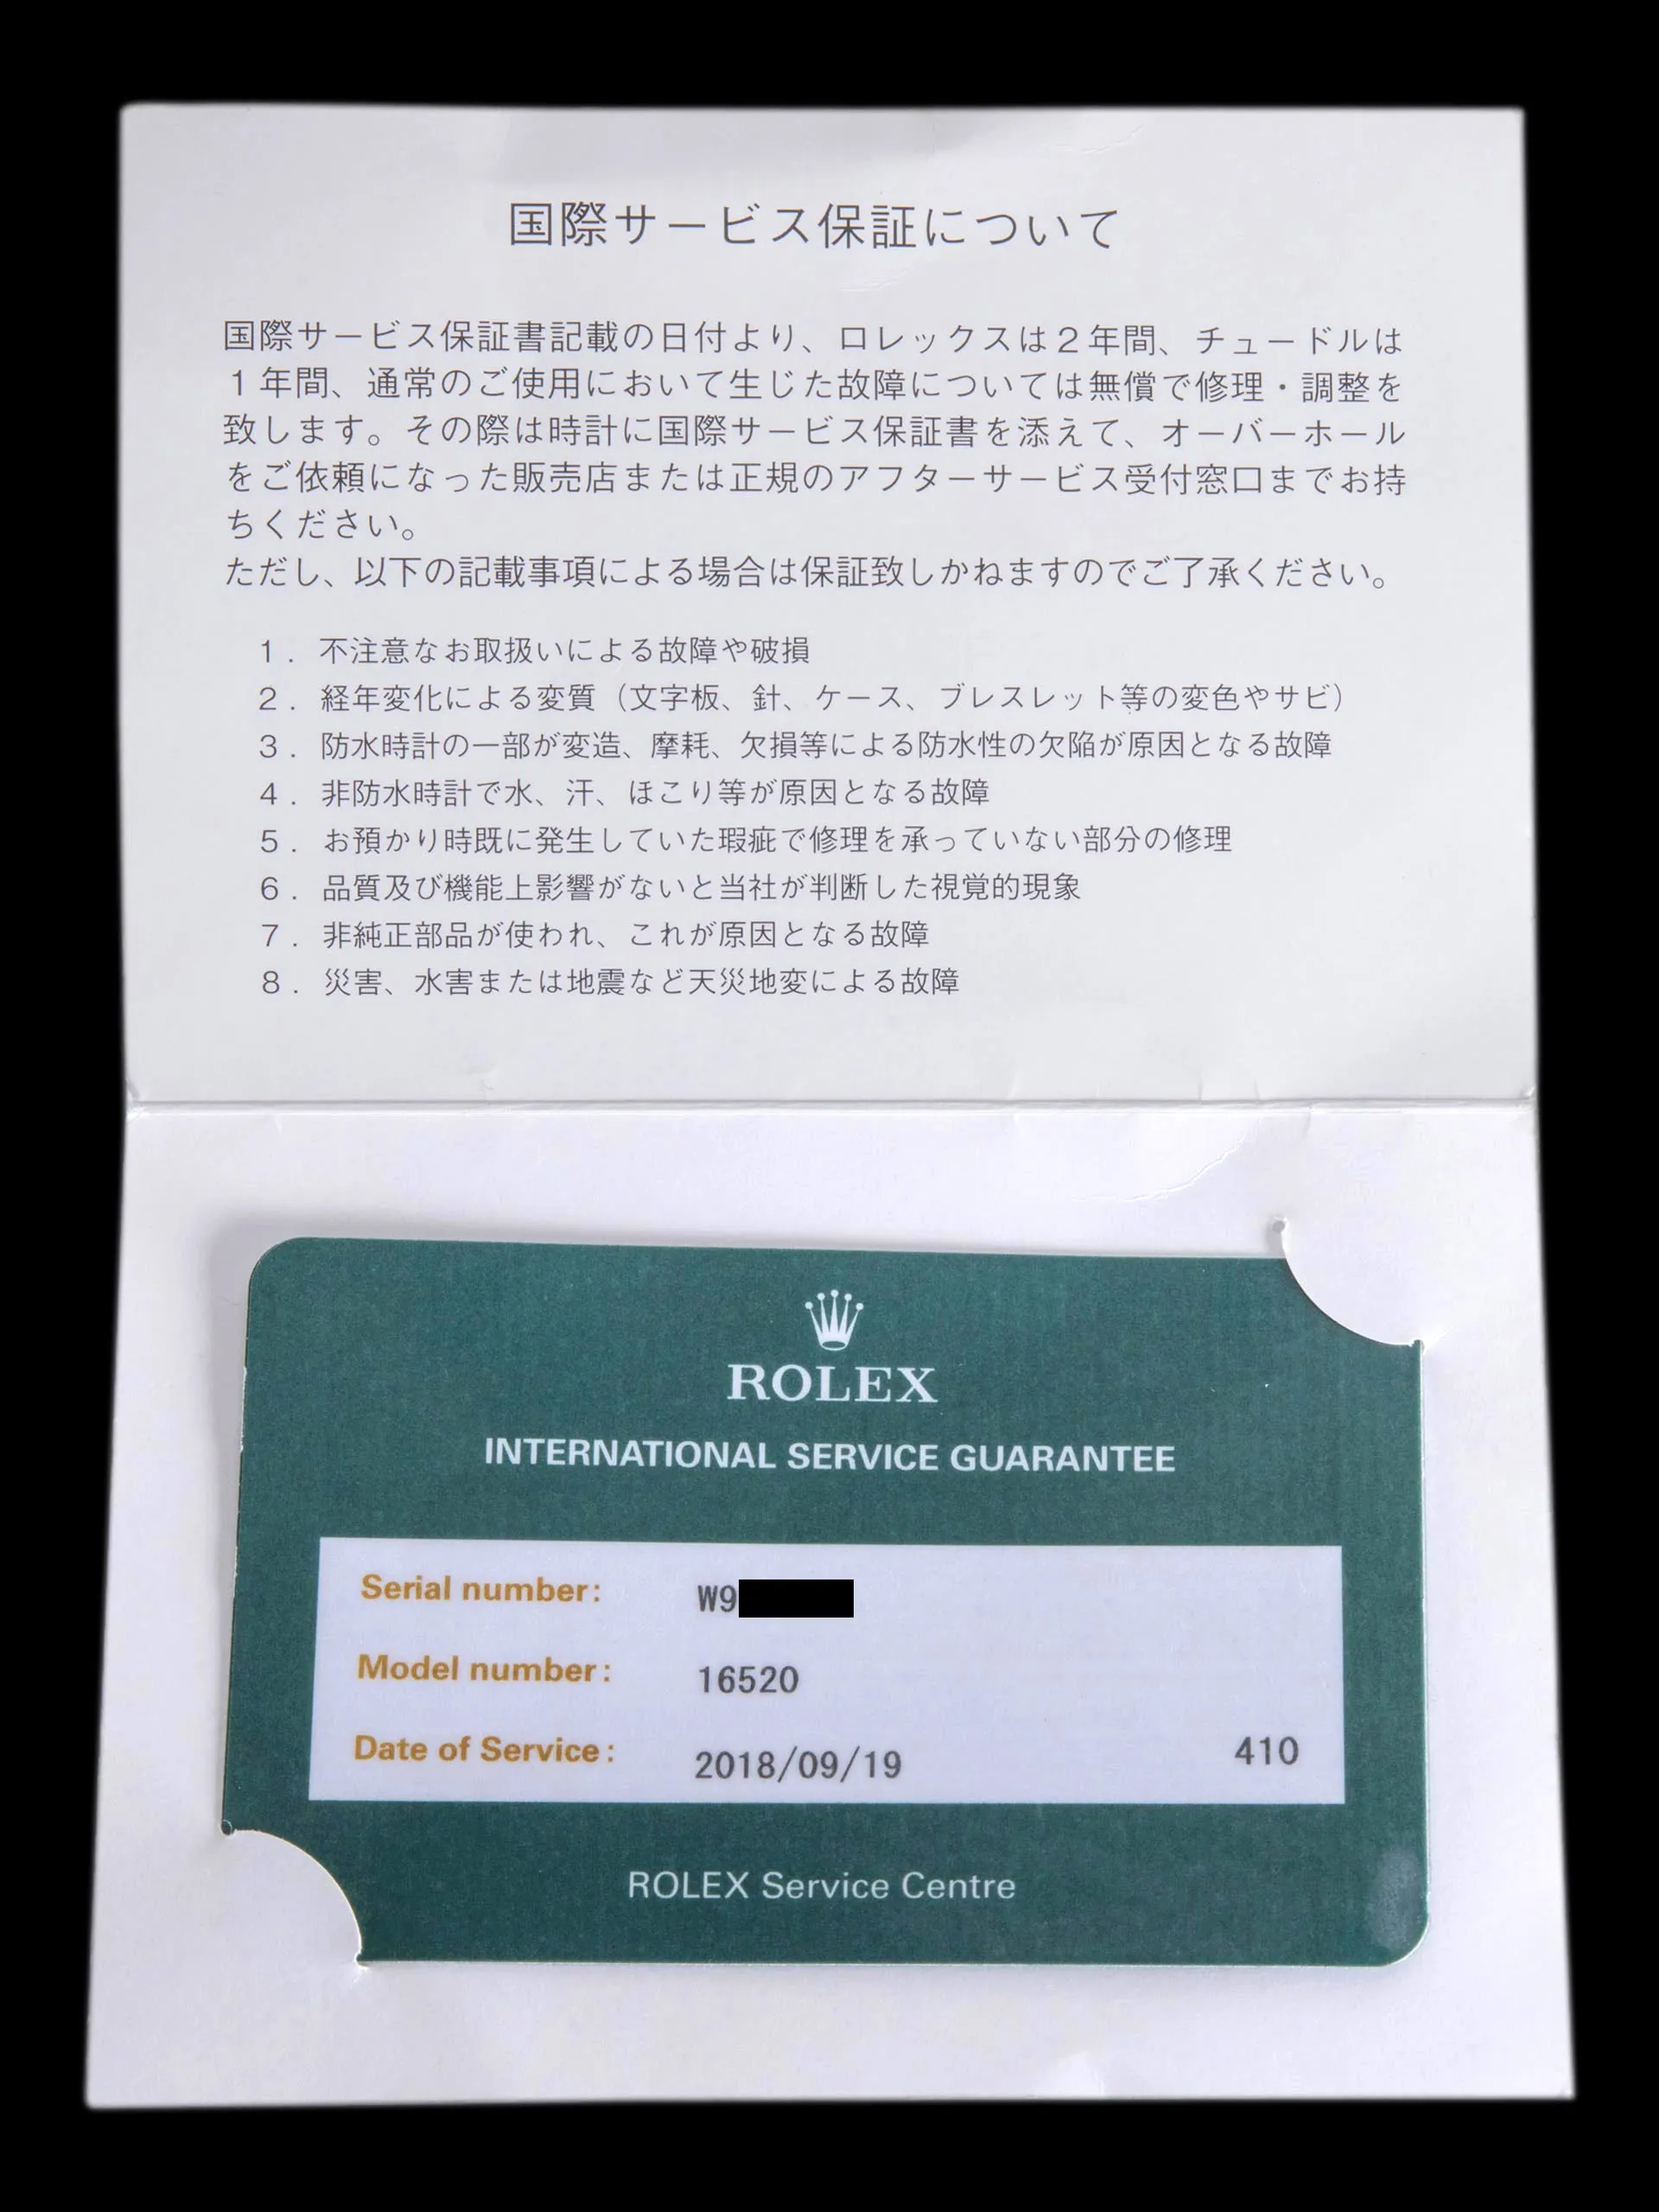 国際サービス保証について
国際サービス保証書記載の日付より、ロレックスは２年間、チュードルは
１年間、通常のご使用において生じた故障については無償で修理・調整を
致します。その際は時計に国際サービス保証書を添えて、オーバーホール
をご依頼になった販売店または正規のアフターサービス受付窓口までお持
ちください。
ただし、以下の記載事項による場合は保証致しかねますのでご了承ください。
１．不注意なお取扱いによる故障や破損
２．経年変化による変質（文字板、針、ケース、ブレスレット等の変色やサビ）
３．防水時計の一部が変造、摩耗、欠損等による防水性の欠陥が原因となる故障
４．非防水時計で水、汗、ほこり等が原因となる故障
５．お預かり時既に発生していた瑕疵で修理を承っていない部分の修理
６．品質及び機能上影響がないと当社が判断した視覚的現象
７．非純正部品が使われ、これが原因となる故障
８．災害、水害または地震など天災地変による故障
ROLEX
INTERNATIONAL SERVICE GUARANTEE
Serial number: W9
Model number: 16520
Date of Service: 2018/09/19 410
ROLEX Service Centre